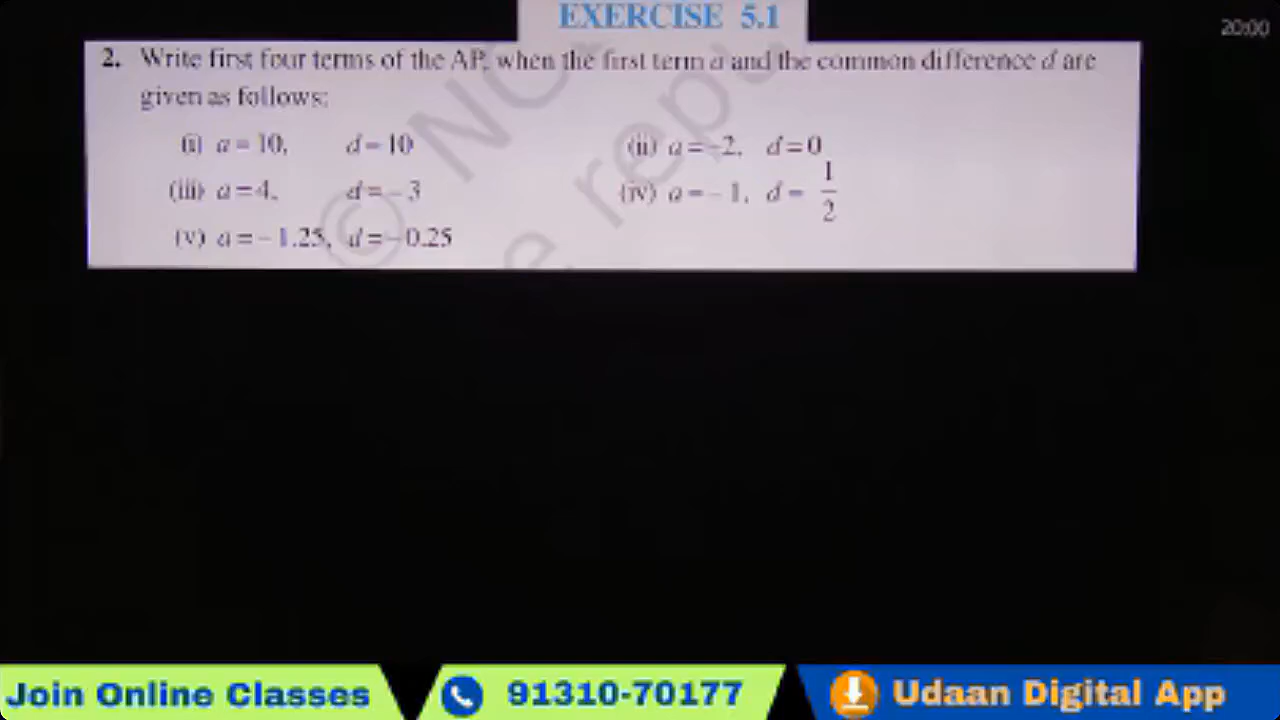 EXERCISE 5.1
20:00
2. Write first four terms of the AP, when the first term a and the common difference d are
given as follows:
(i) a = 10, d = 10 (ii) a = –2, d = 0
(iii) a = 4, d = – 3 (iv) a = – 1, d = 1/2
(v) a = – 1.25, d = – 0.25
© NC
e repu
Join Online Classes 91310-70177 Udaan Digital App